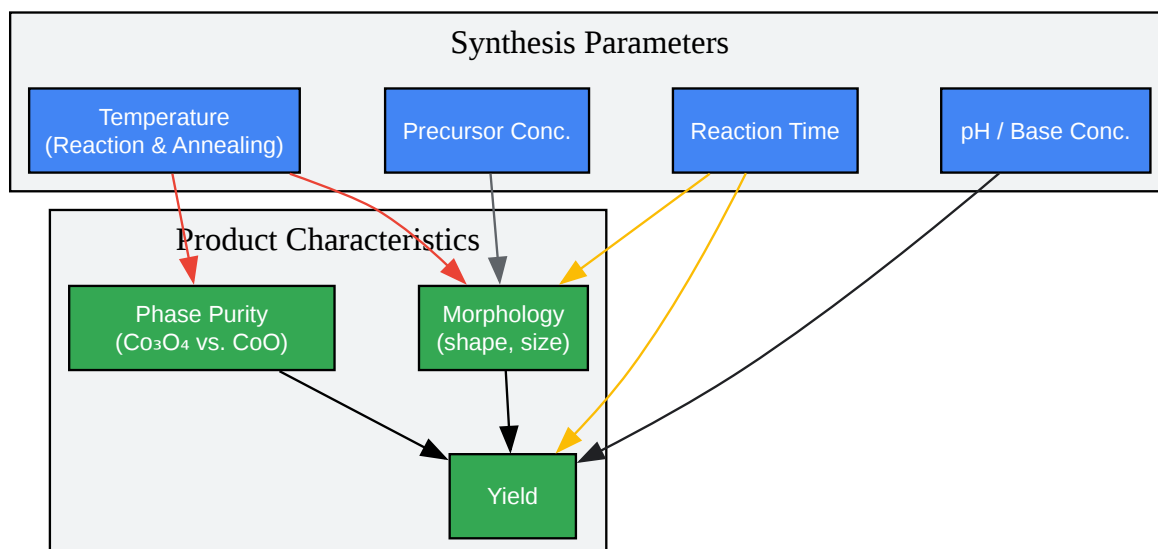 Synthesis Parameters
Temperature
(Reaction & Annealing)
Precursor Conc.
Reaction Time
pH / Base Conc.
Product Characteristics
Phase Purity
(Co₃O₄ vs. CoO)
Morphology
(shape, size)
Yield